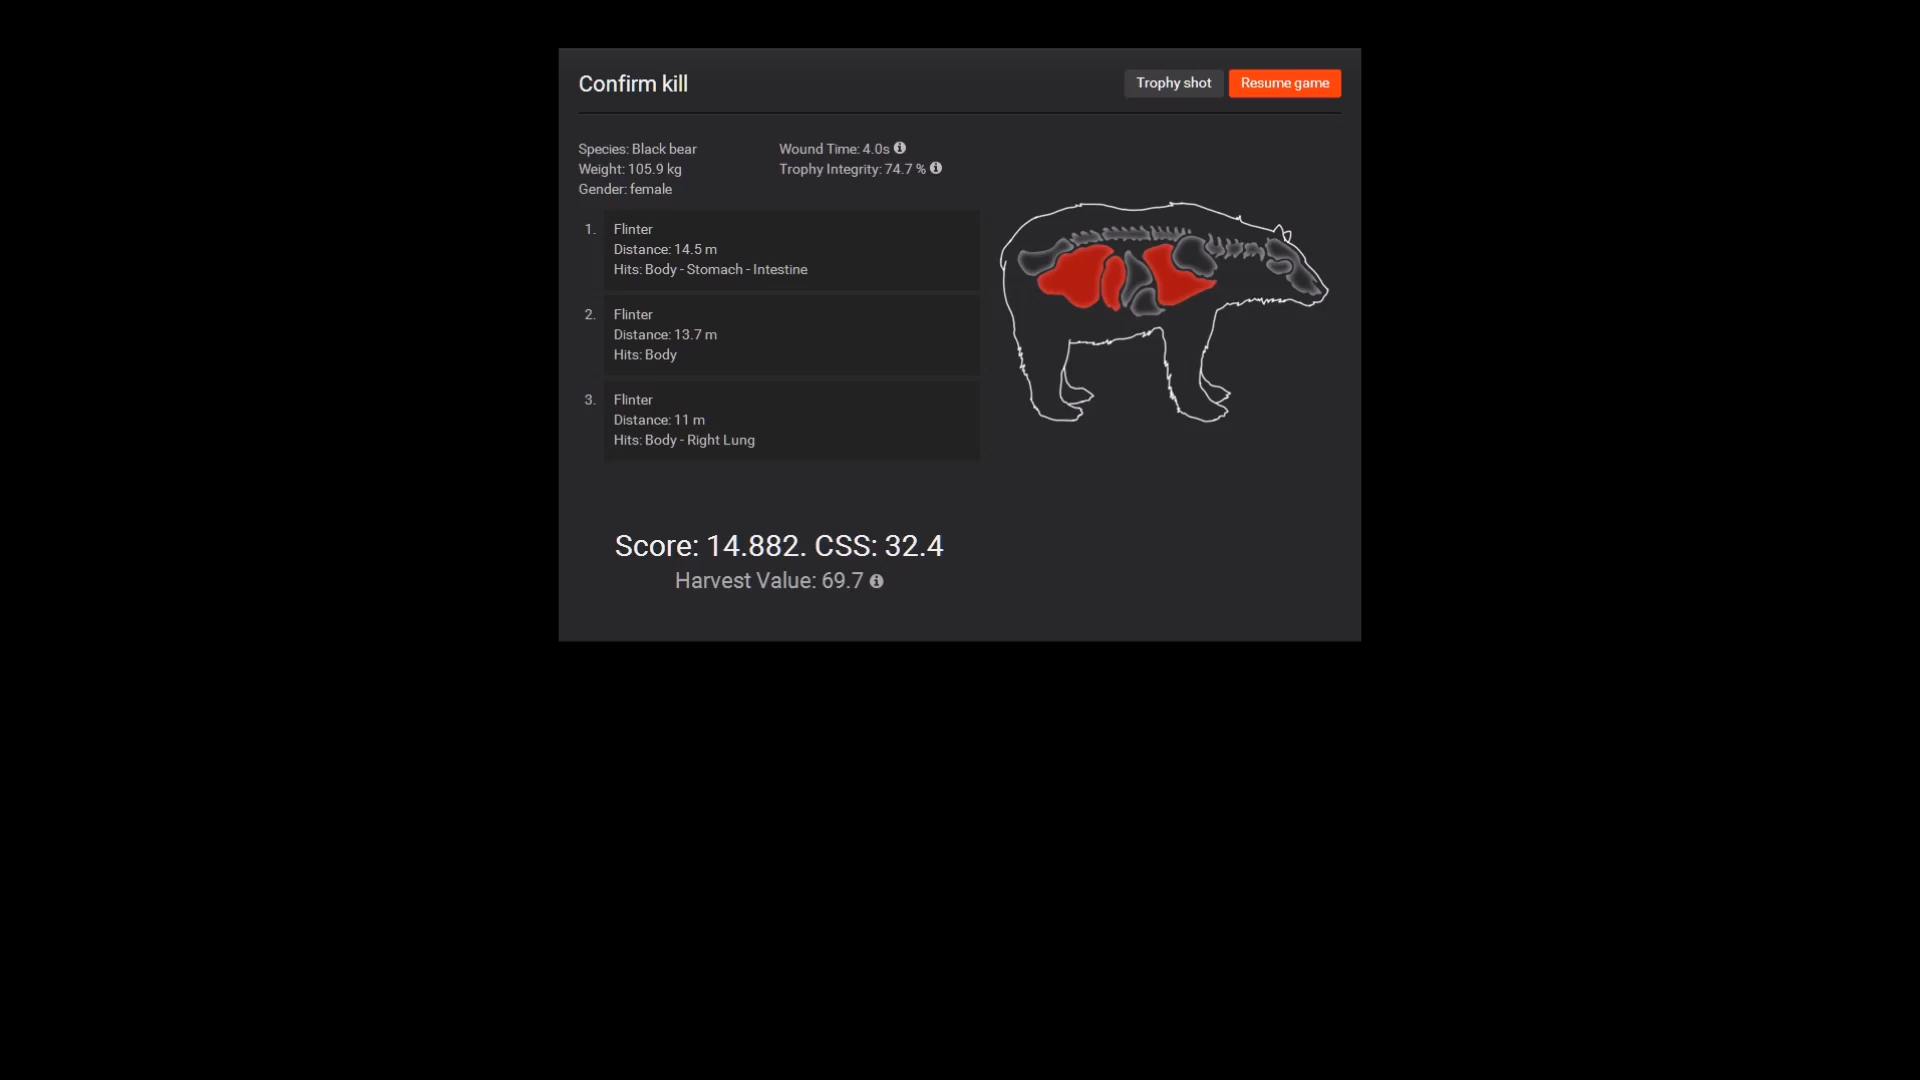 Confirm kill
Trophy shot
Resume game
Species: Black bear
Weight: 105.9 kg
Gender: female
Wound Time: 4.0s
Trophy Integrity: 74.7 %
1.
Flinter
Distance: 14.5 m
Hits: Body - Stomach - Intestine
2.
Flinter
Distance: 13.7 m
Hits: Body
3.
Flinter
Distance: 11 m
Hits: Body - Right Lung
Score: 14.882. CSS: 32.4
Harvest Value: 69.7